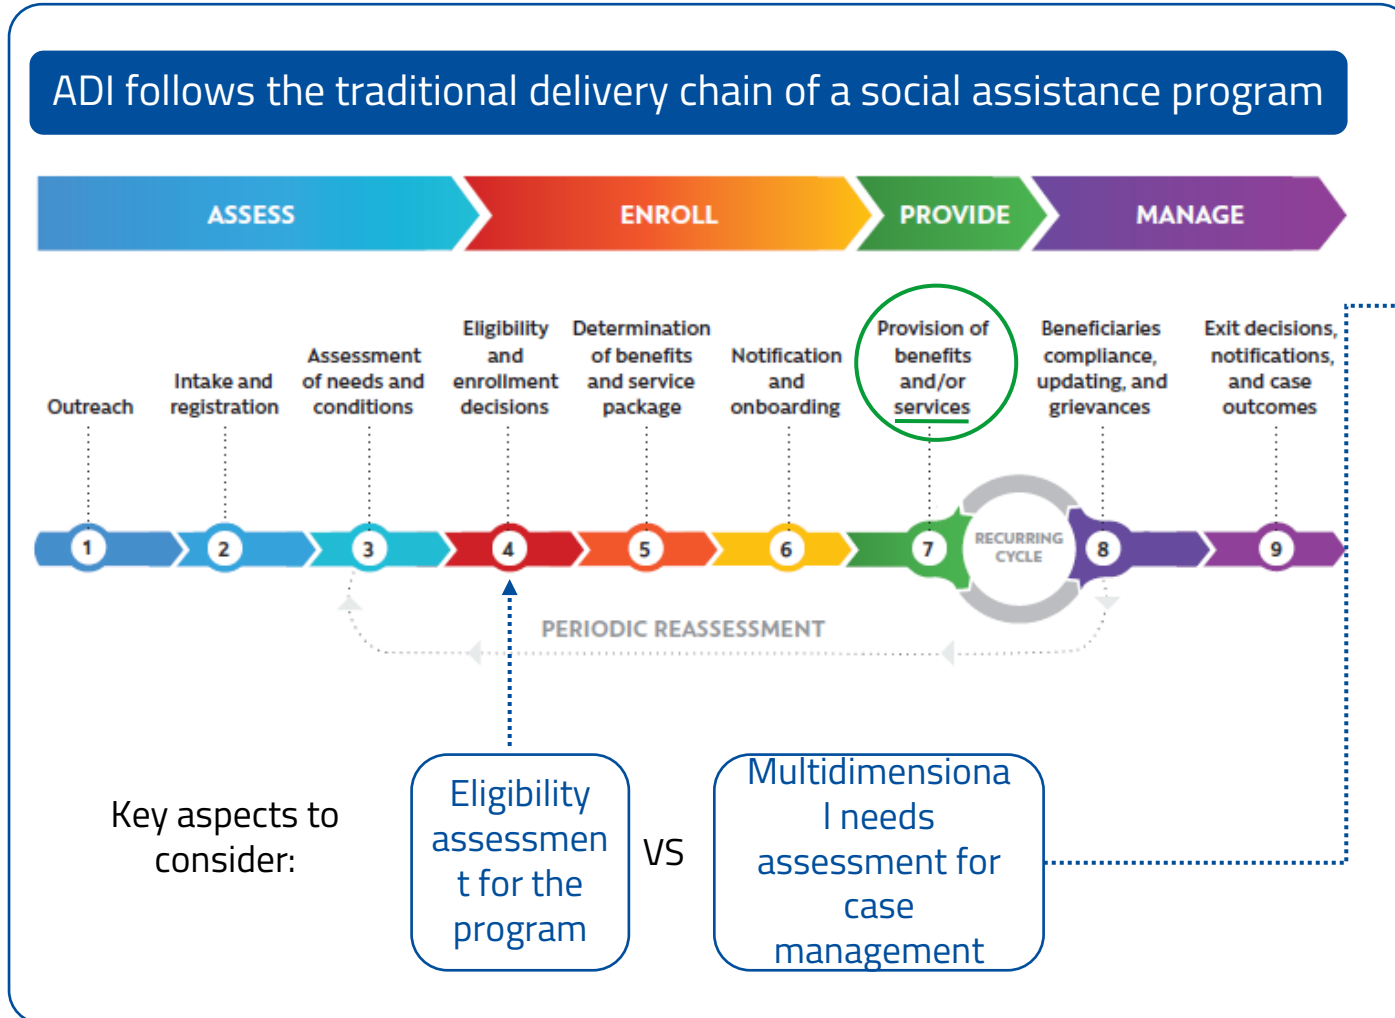 ADI follows the traditional delivery chain of a social assistance program
ASSESS
ENROLL
PROVIDE
MANAGE
Outreach
Intake and
registration
Assessment
of needs and
conditions
Eligibility
and
enrollment
decisions
Determination
of benefits
and service
package
Notification
and
onboarding
Provision of
benefits
and/or
services
Beneficiaries
compliance,
updating, and
grievances
Exit decisions,
notifications,
and case
outcomes
1
2
3
4
5
6
7
RECURRING
CYCLE
8
9
PERIODIC REASSESSMENT
Key aspects to
consider:
Eligibility
assessmen
t for the
program
VS
Multidimensiona
l needs
assessment for
case
management